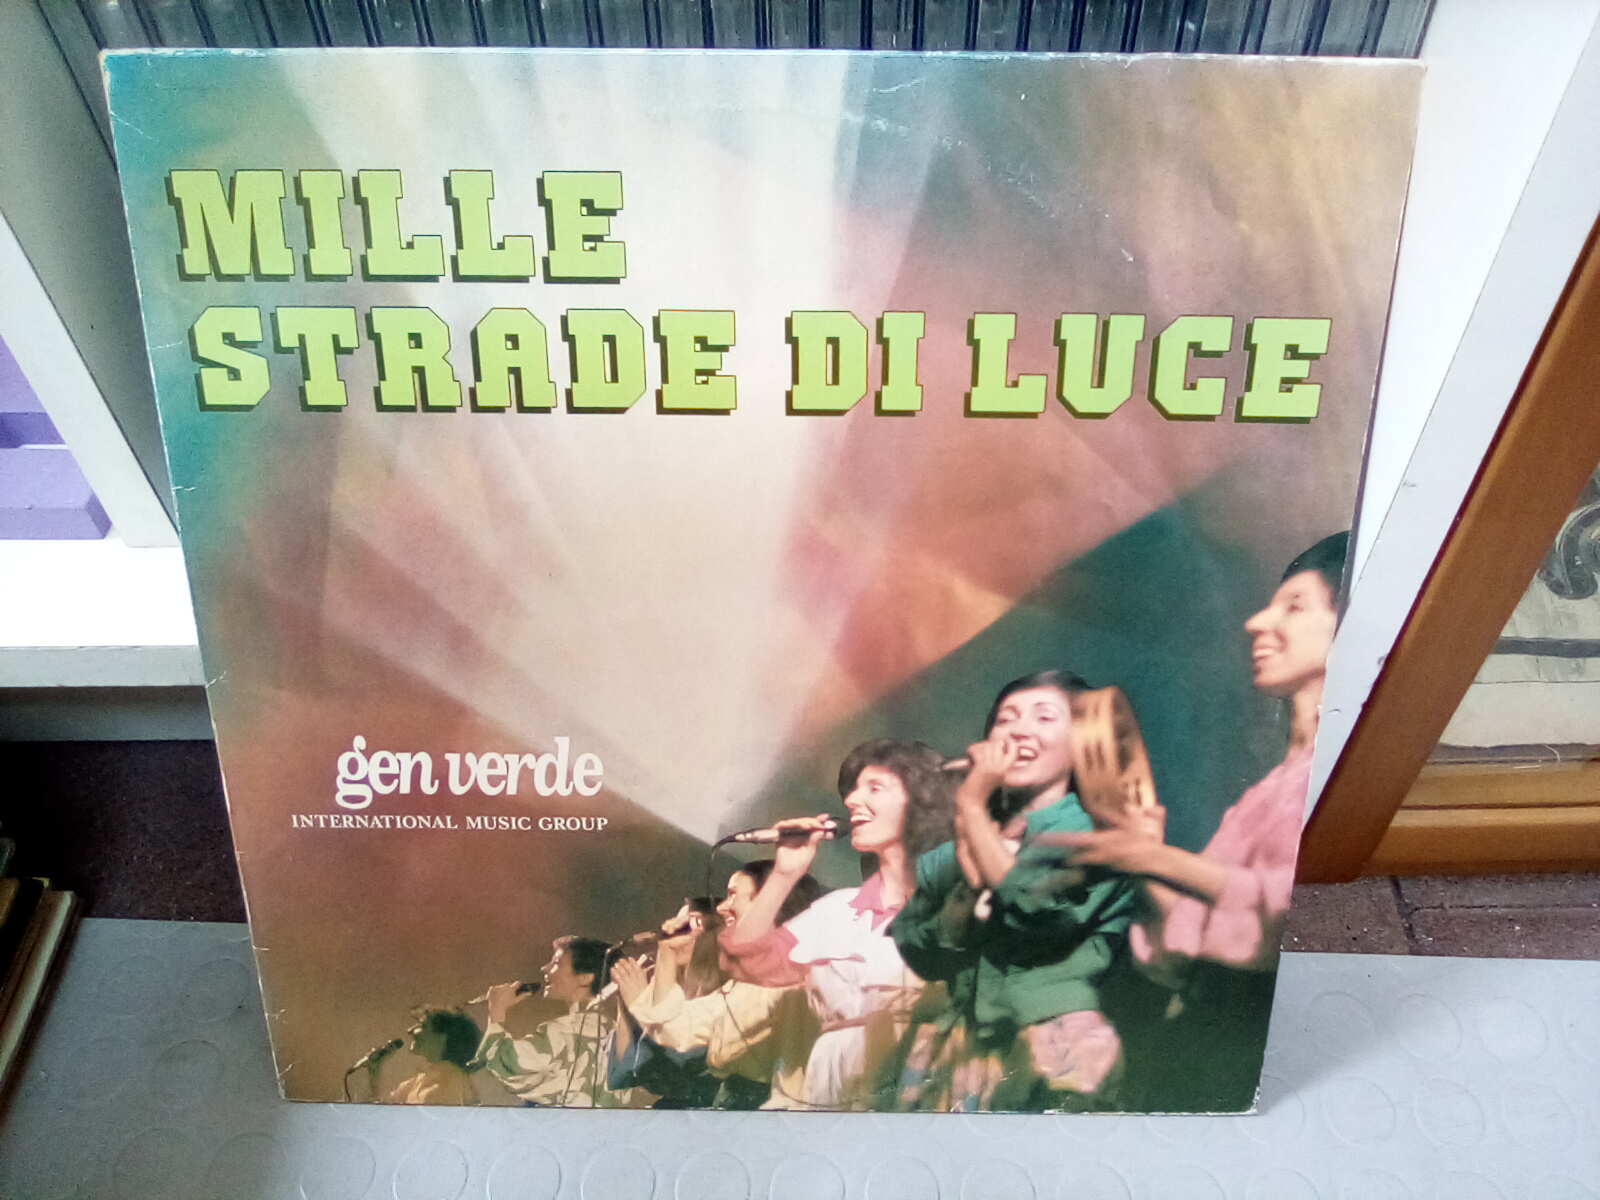 MILLE
STRADE DI LUCE
gen verde
INTERNATIONAL MUSIC GROUP